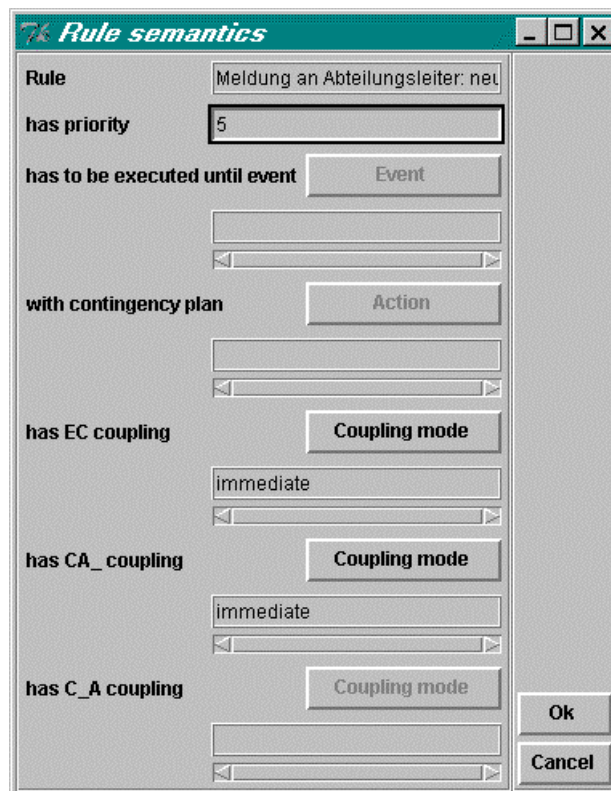 Rule semantics
Rule
Meldung an Abteilungsleiter: neu
has priority
5
has to be executed until event
Event
with contingency plan
Action
has EC coupling
Coupling mode
immediate
has CA_ coupling
Coupling mode
immediate
has C_A coupling
Coupling mode
Ok
Cancel